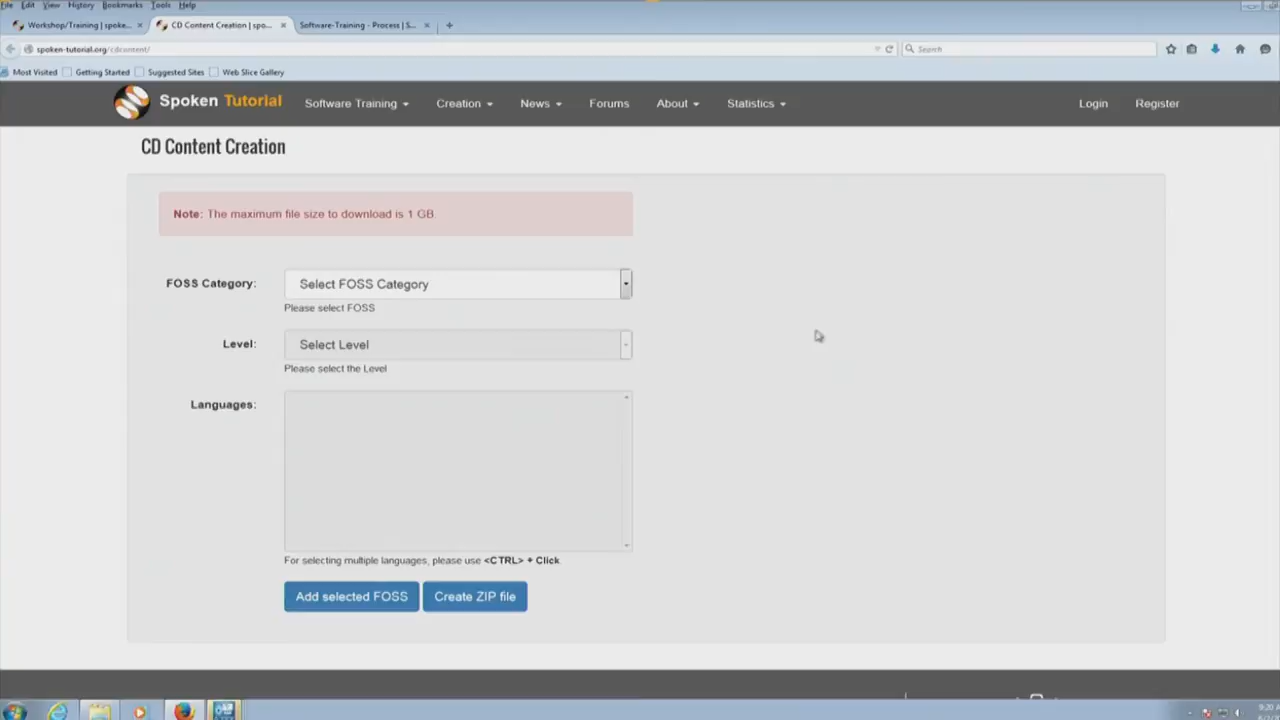 File Edit View History Bookmarks Tools Help
Workshop/Training | spoke... × CD Content Creation | spo... × Software-Training - Process | S... × +
spoken-tutorial.org/cdcontent/ Search
Most Visited Getting Started Suggested Sites Web Slice Gallery
Spoken Tutorial Software Training Creation News Forums About Statistics Login Register
CD Content Creation
Note: The maximum file size to download is 1 GB.
FOSS Category: Select FOSS Category
Please select FOSS
Level: Select Level
Please select the Level
Languages:
For selecting multiple languages, please use <CTRL> + Click.
Add selected FOSS Create ZIP file